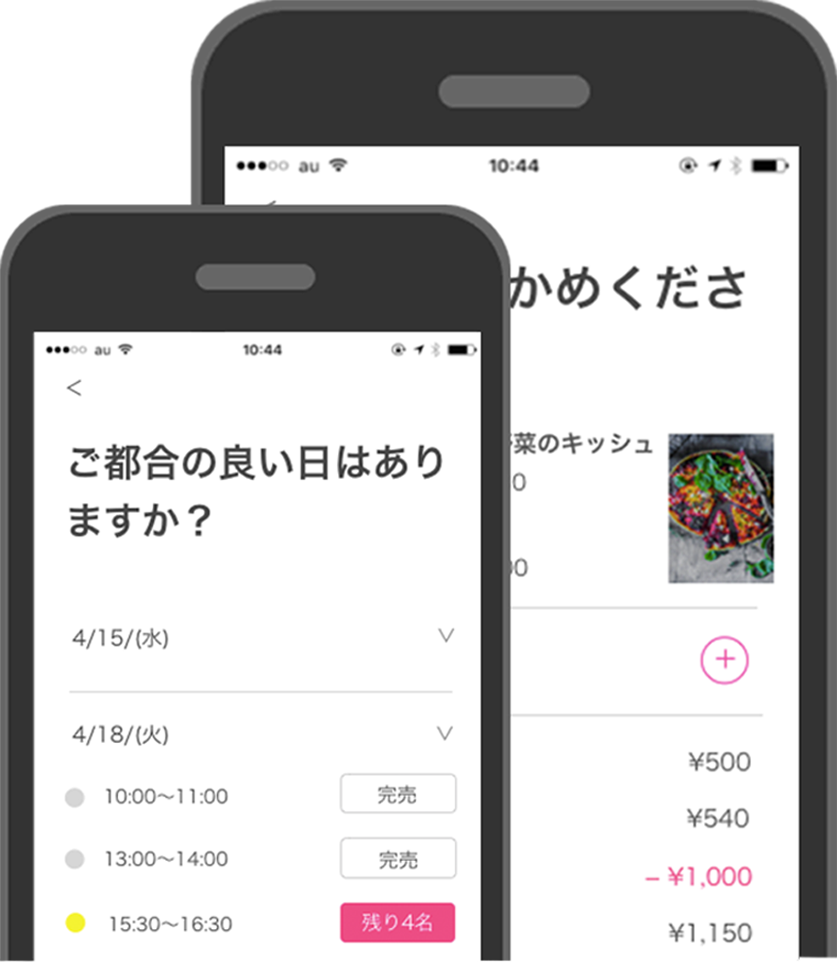 au 10:44
かめくださ
菜のキッシュ
0
00
¥500
¥540
– ¥1,000
¥1,150
au 10:44
<
ご都合の良い日はあり
ますか？
4/15/(水)
4/18/(火)
10:00〜11:00 完売
13:00〜14:00 完売
15:30〜16:30 残り4名